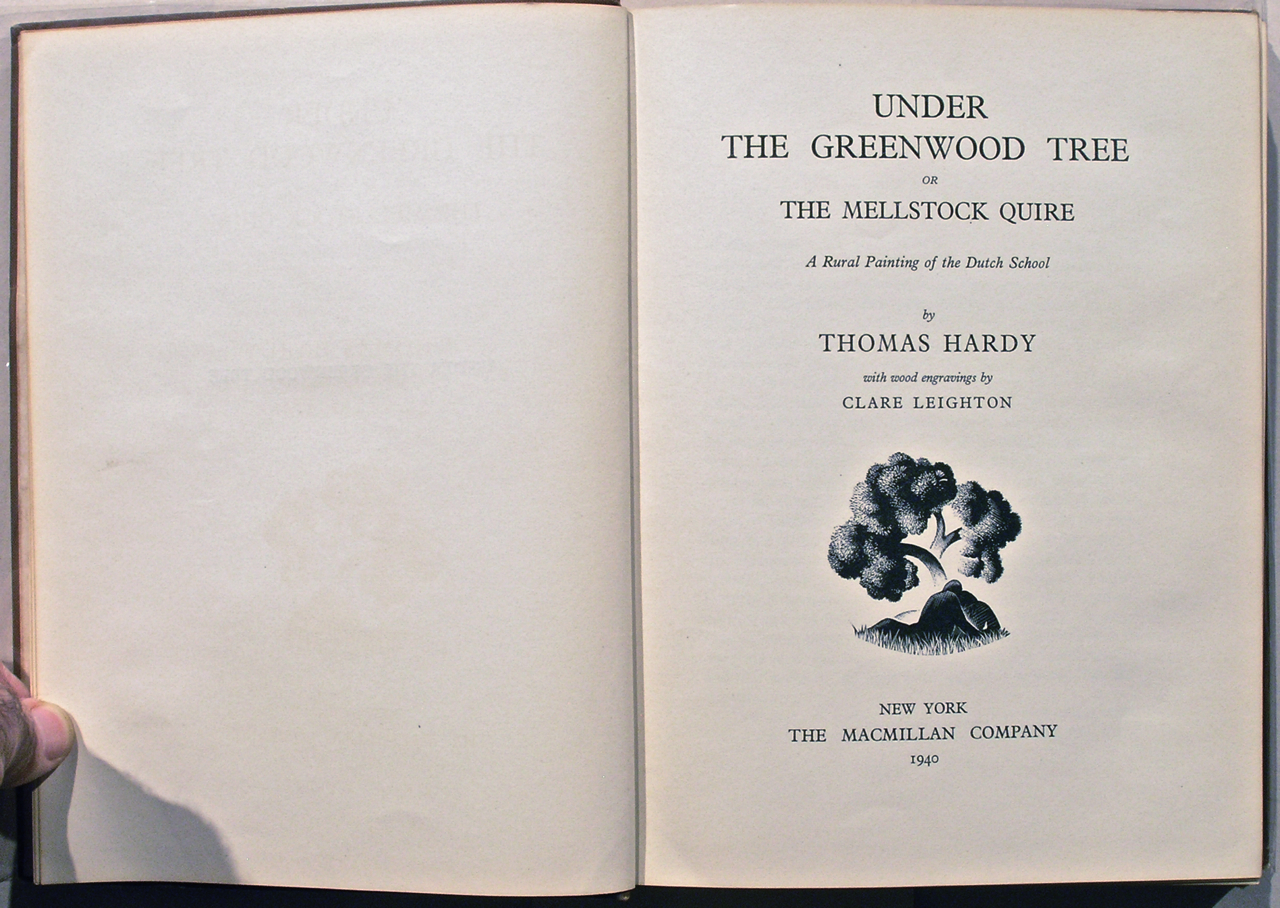 UNDER
THE GREENWOOD TREE
OR
THE MELLSTOCK QUIRE
A Rural Painting of the Dutch School
by
THOMAS HARDY
with wood engravings by
CLARE LEIGHTON
NEW YORK
THE MACMILLAN COMPANY
1940